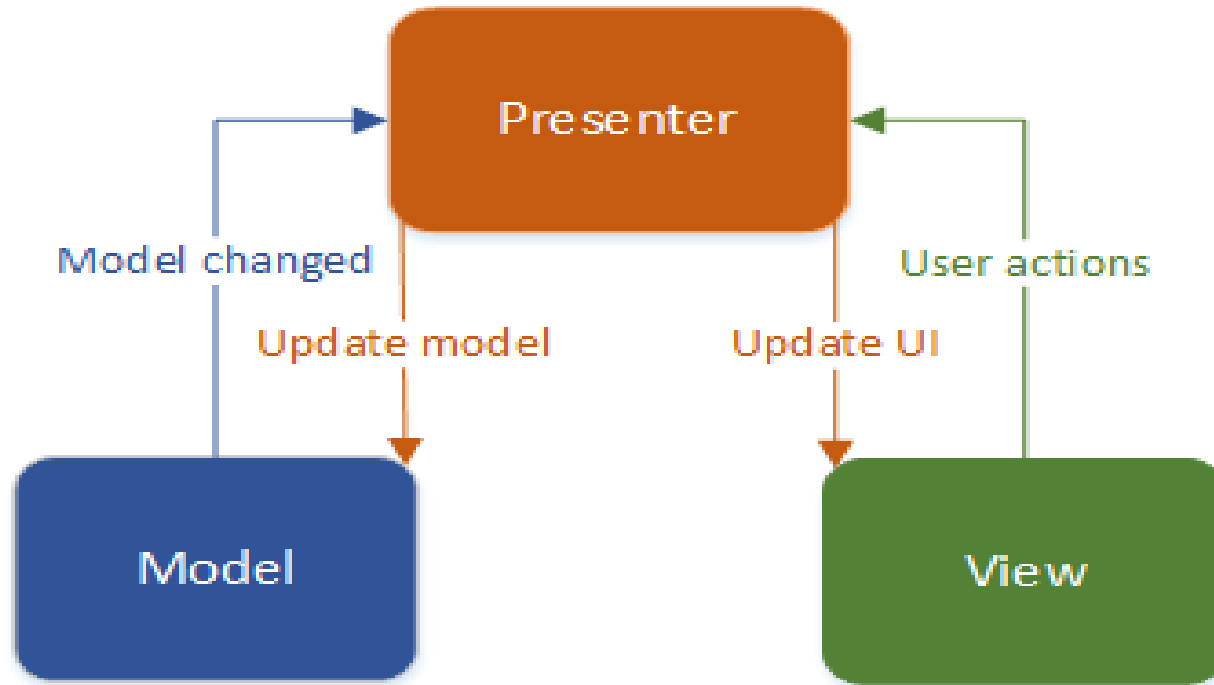 Presenter
Model changed
User actions
Update model
Update UI
Model
View